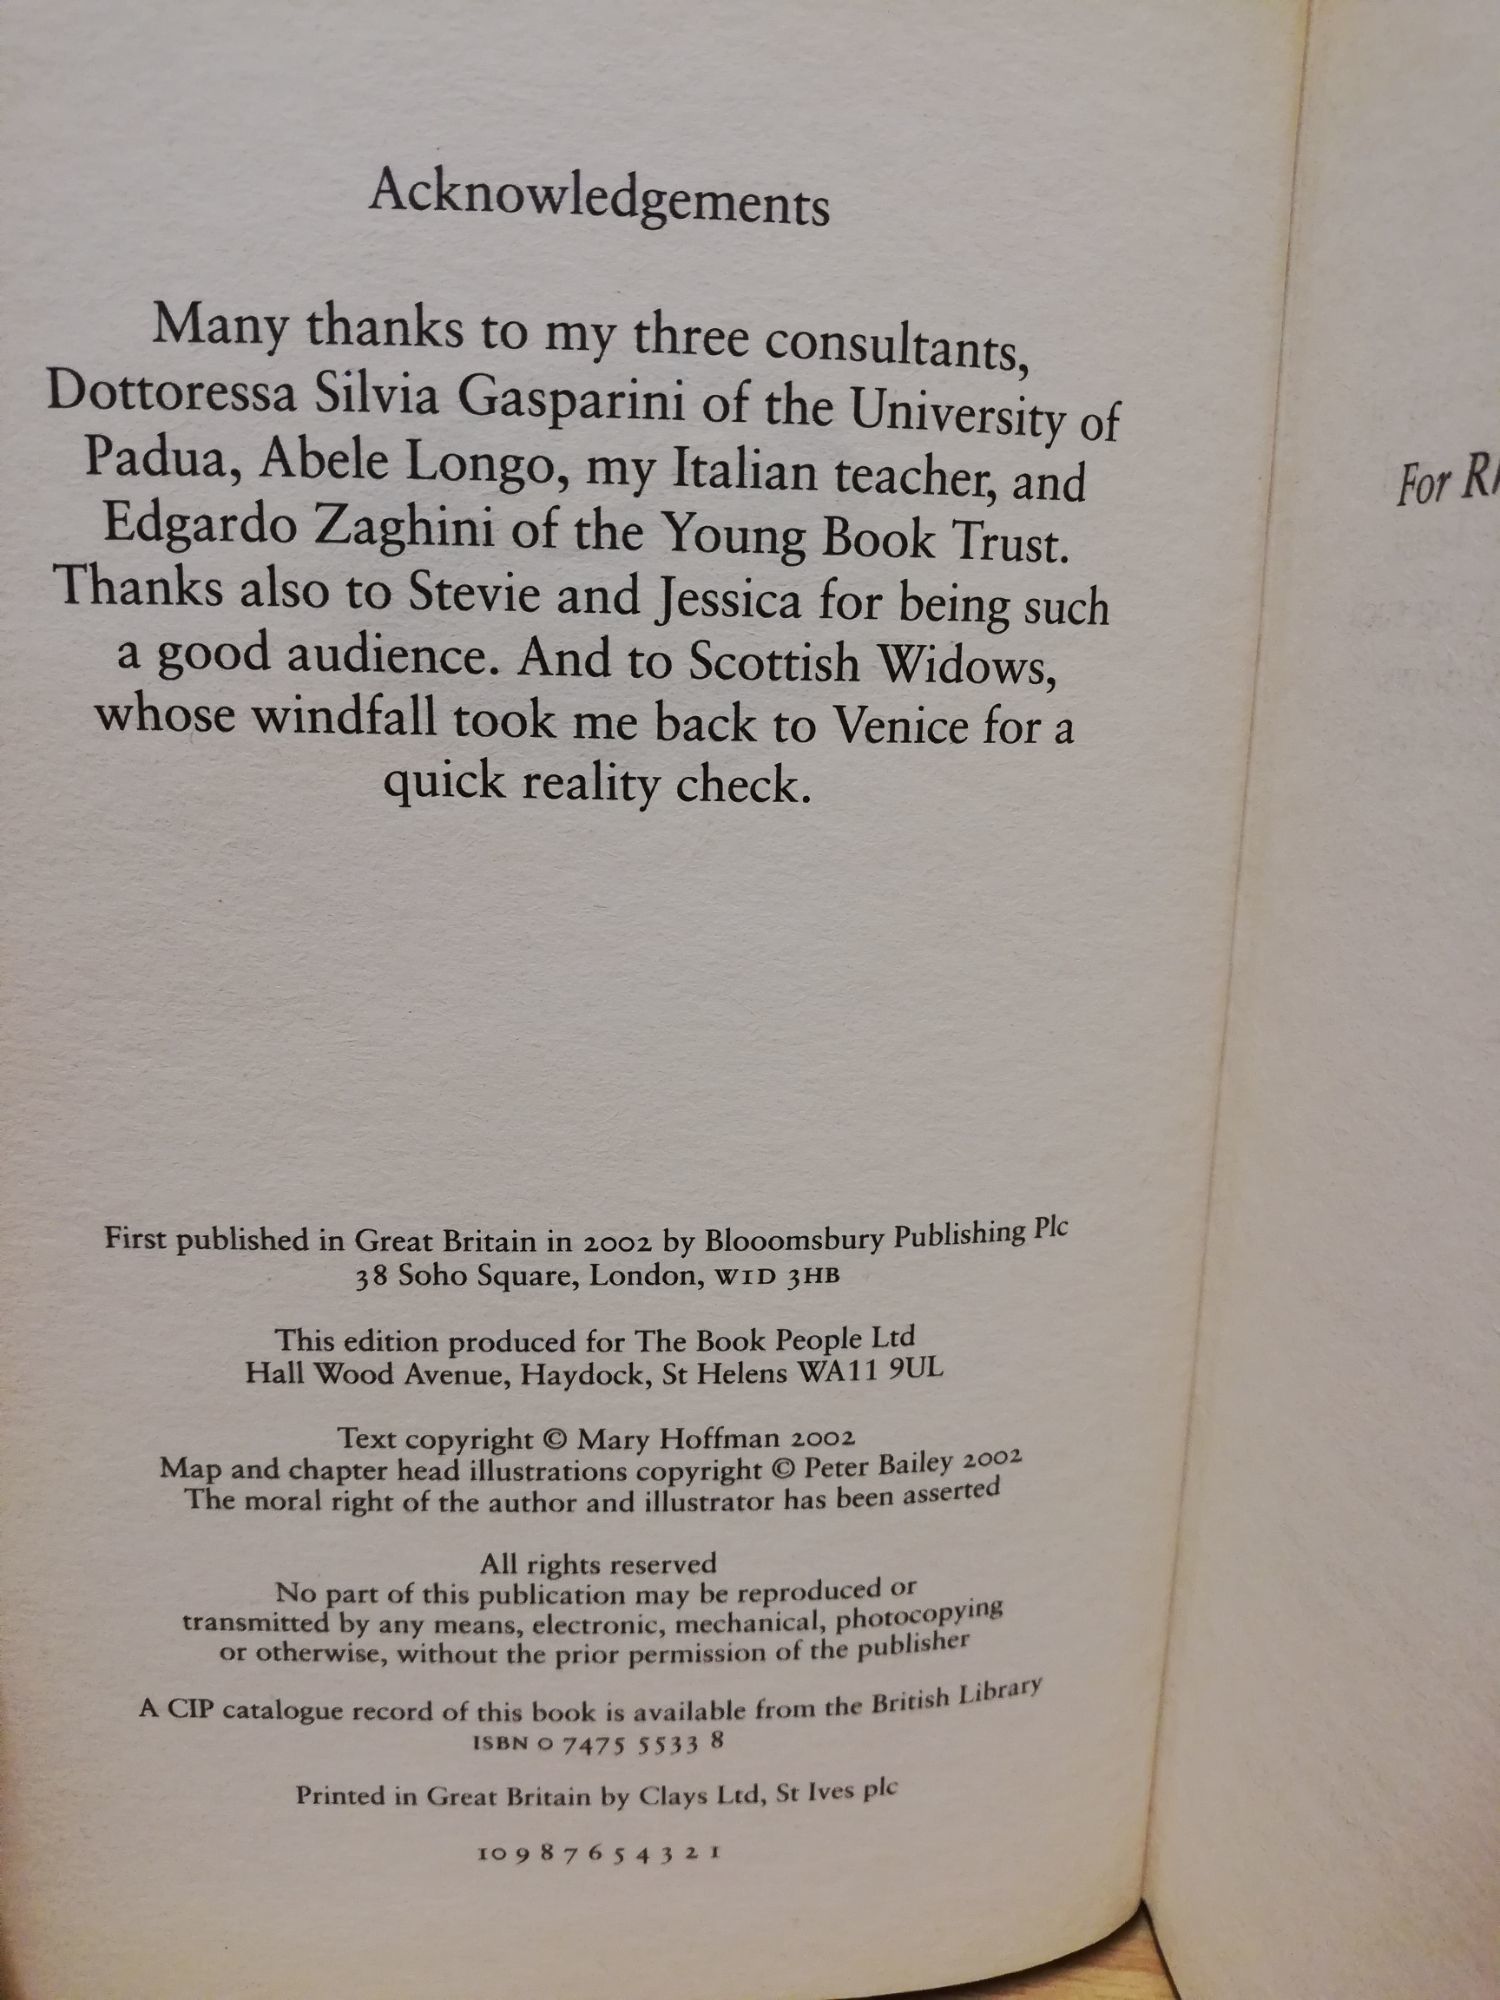 Acknowledgements
Many thanks to my three consultants,
Dottoressa Silvia Gasparini of the University of
Padua, Abele Longo, my Italian teacher, and
Edgardo Zaghini of the Young Book Trust.
Thanks also to Stevie and Jessica for being such
a good audience. And to Scottish Widows,
whose windfall took me back to Venice for a
quick reality check.
First published in Great Britain in 2002 by Blooomsbury Publishing Plc
38 Soho Square, London, W1D 3HB
This edition produced for The Book People Ltd
Hall Wood Avenue, Haydock, St Helens WA11 9UL
Text copyright © Mary Hoffman 2002
Map and chapter head illustrations copyright © Peter Bailey 2002
The moral right of the author and illustrator has been asserted
All rights reserved
No part of this publication may be reproduced or
transmitted by any means, electronic, mechanical, photocopying
or otherwise, without the prior permission of the publisher
A CIP catalogue record of this book is available from the British Library
ISBN 0 7475 5533 8
Printed in Great Britain by Clays Ltd, St Ives plc
10 9 8 7 6 5 4 3 2 1
For